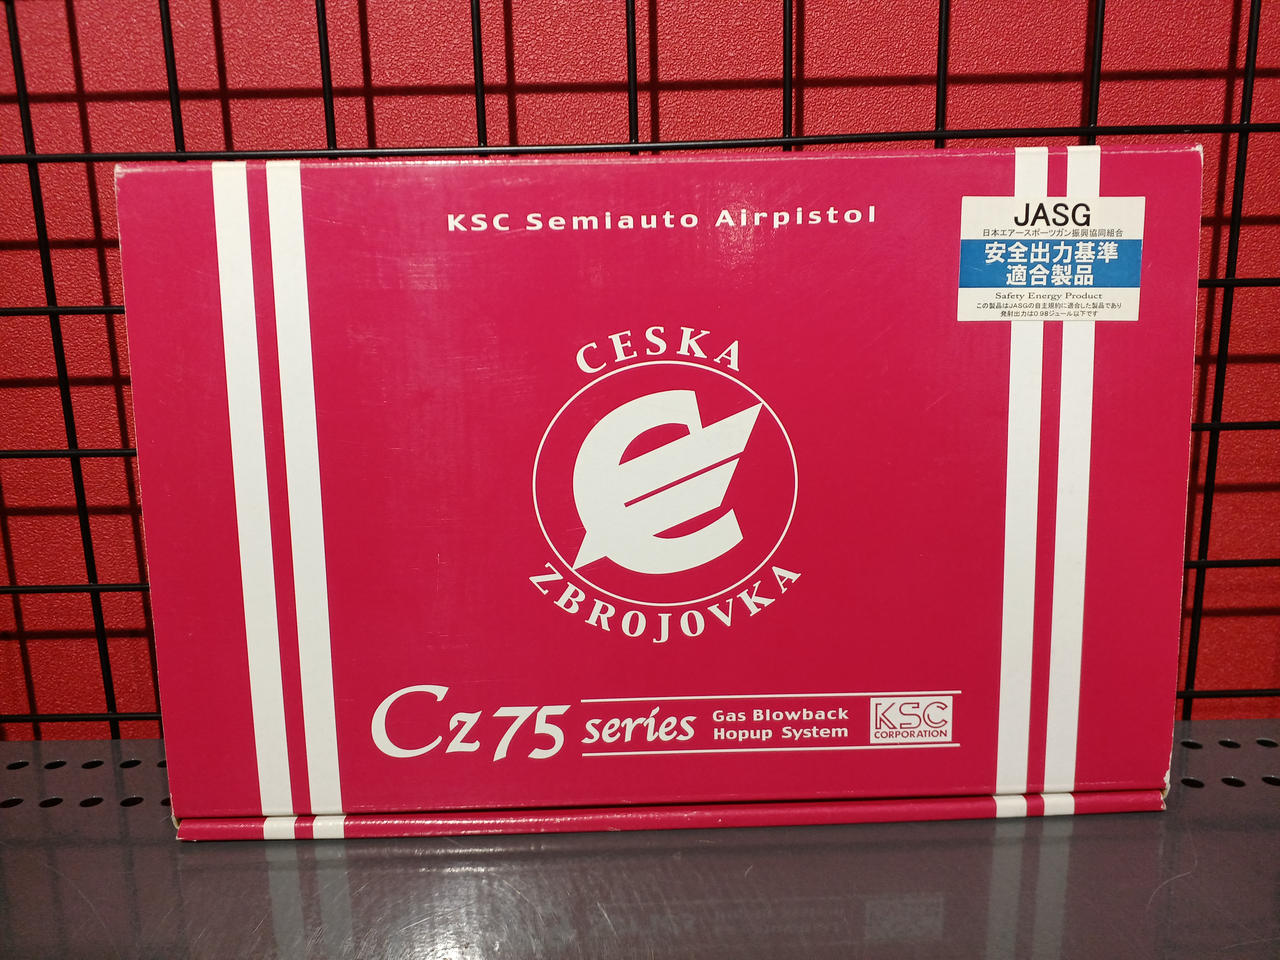 KSC Semiauto Airpistol
JASG
日本エアースポーツガン振興協同組合
安全出力基準
適合製品
Safety Energy Product
この製品はJASGの自主規約に適合した製品であり
発射出力は0.98ジュール以下です
CESKA
ZBROJOVKA
Cz75 series
Gas Blowback
Hopup System
KSC
CORPORATION